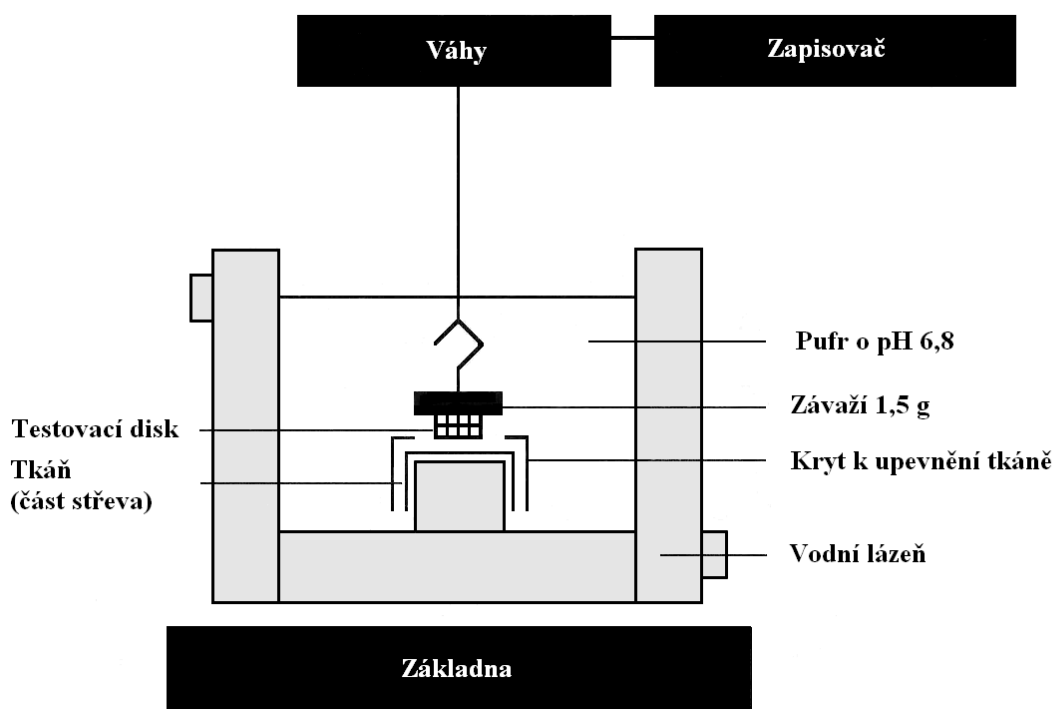 Váhy
Zapisovač
Pufr o pH 6,8
Závaží 1,5 g
Testovací disk
Kryt k upevnění tkáně
Tkáň
(část střeva)
Vodní lázeň
Základna